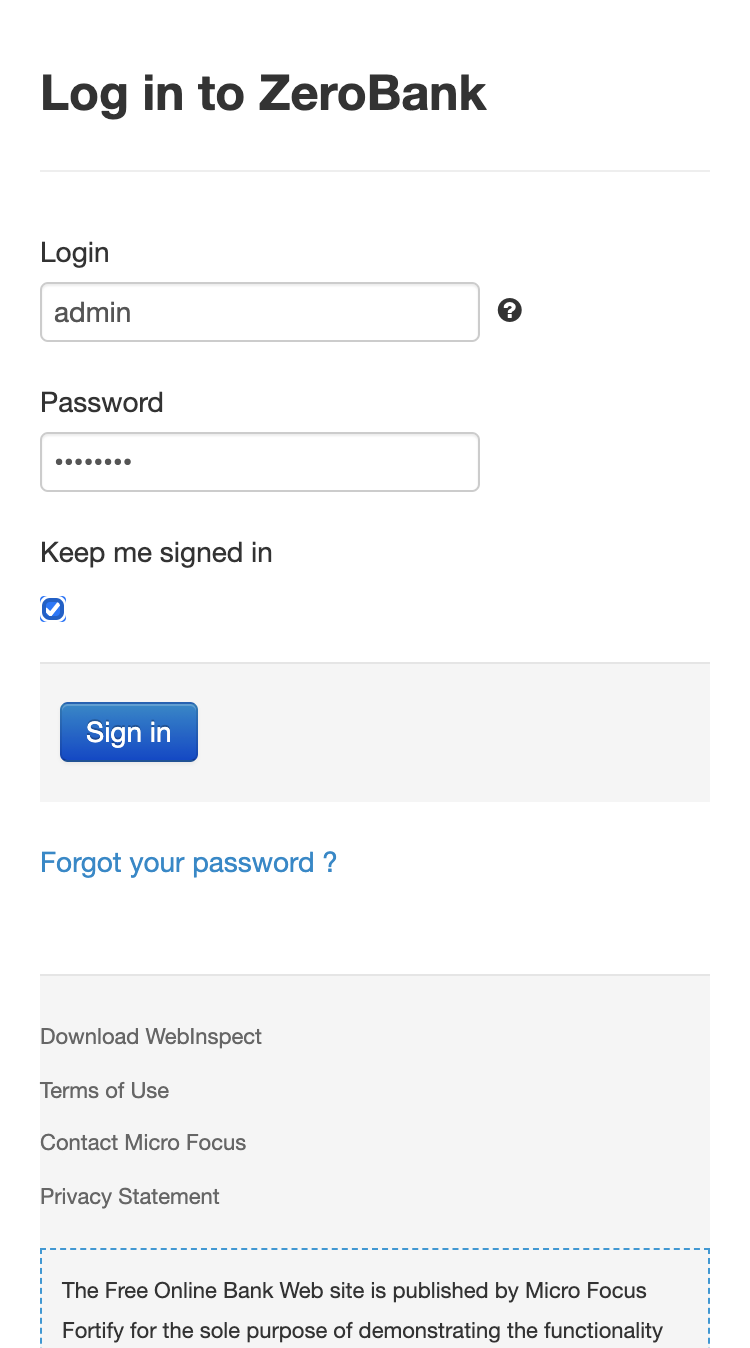 Log in to ZeroBank
Login
admin
Password
••••••••
Keep me signed in
Sign in
Forgot your password ?
Download WebInspect
Terms of Use
Contact Micro Focus
Privacy Statement
The Free Online Bank Web site is published by Micro Focus
Fortify for the sole purpose of demonstrating the functionality